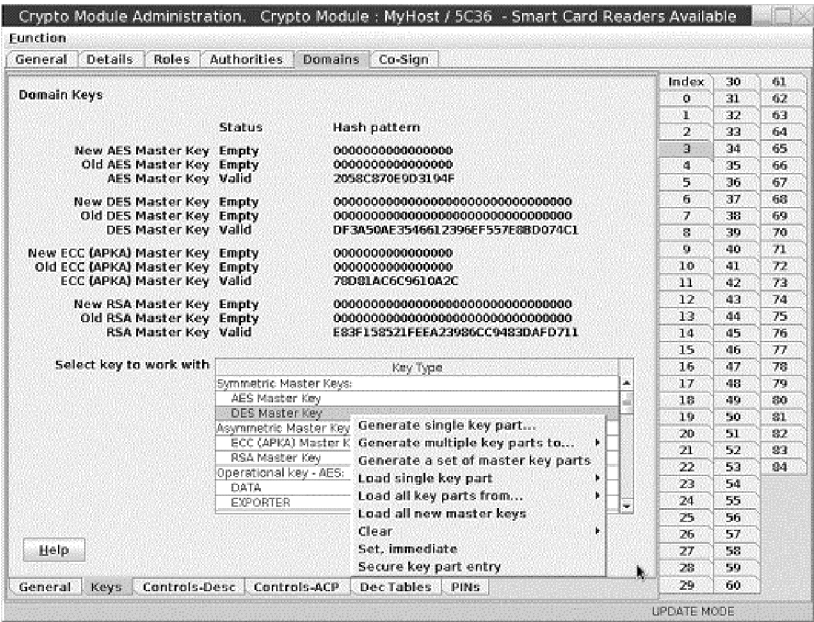 Crypto Module Administration. Crypto Module : MyHost / 5C36 - Smart Card Readers Available
Function
General Details Roles Authorities Domains Co-Sign
Domain Keys
Status Hash pattern
New AES Master Key Empty 0000000000000000
Old AES Master Key Empty 0000000000000000
AES Master Key Valid 2058C870E9D3194F
New DES Master Key Empty 00000000000000000000000000000000
Old DES Master Key Empty 00000000000000000000000000000000
DES Master Key Valid DF3A50AE3546612396EF557E8BD074C1
New ECC (APKA) Master Key Empty 0000000000000000
Old ECC (APKA) Master Key Empty 0000000000000000
ECC (APKA) Master Key Valid 78D81AC6C9610A2C
New RSA Master Key Empty 00000000000000000000000000000000
Old RSA Master Key Empty 00000000000000000000000000000000
RSA Master Key Valid E83F158521FEEA23986CC9483DAFD711
Select key to work with
Key Type
Symmetric Master Keys:
AES Master Key
DES Master Key
Asymmetric Master Key
ECC (APKA) Master K
RSA Master Key
Operational key - AES:
DATA
EXPORTER
Generate single key part...
Generate multiple key parts to...
Generate a set of master key parts
Load single key part
Load all key parts from...
Load all new master keys
Clear
Set, immediate
Secure key part entry
Help
General Keys Controls-Desc Controls-ACP Dec Tables PINs
Index 30 61
0 31 62
1 32 63
2 33 64
3 34 65
4 35 66
5 36 67
6 37 68
7 38 69
8 39 70
9 40 71
10 41 72
11 42 73
12 43 74
13 44 75
14 45 76
15 46 77
16 47 78
17 48 79
18 49 80
19 50 81
20 51 82
21 52 83
22 53 84
23 54
24 55
25 56
26 57
27 58
28 59
29 60
UPDATE MODE